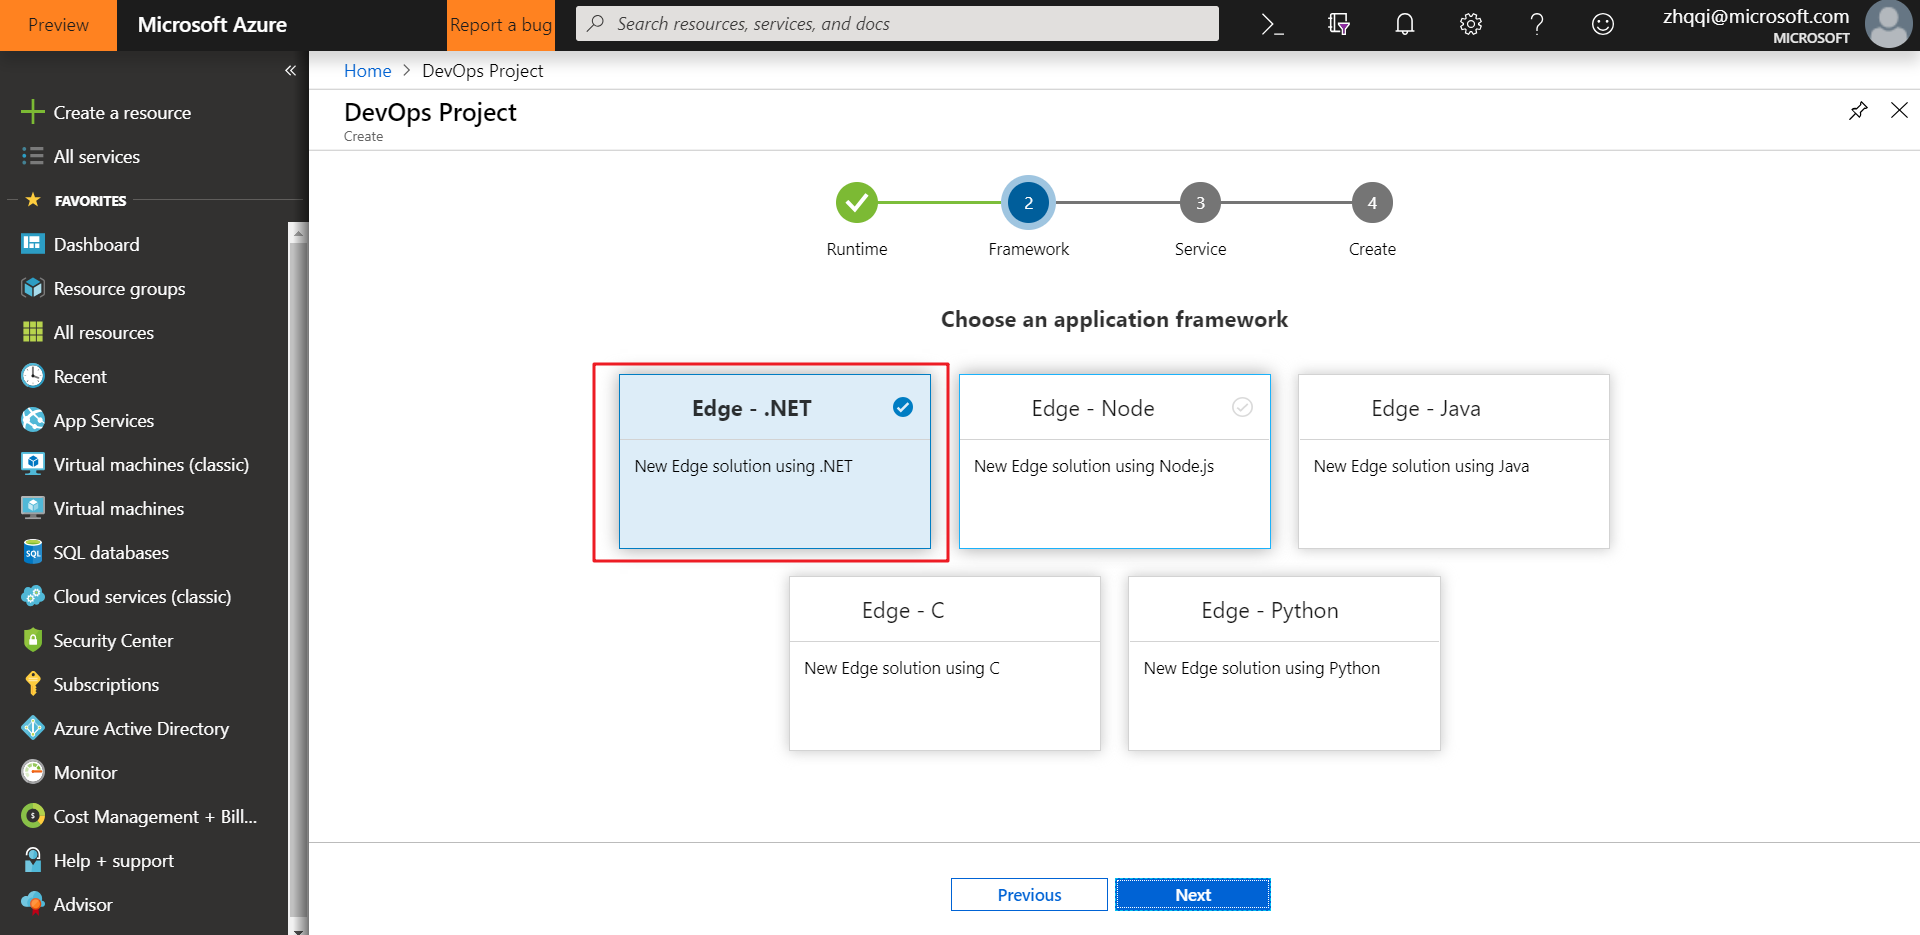 Preview
Microsoft Azure
Report a bug
Search resources, services, and docs
zhqqi@microsoft.com
MICROSOFT
Create a resource
All services
FAVORITES
Dashboard
Resource groups
All resources
Recent
App Services
Virtual machines (classic)
Virtual machines
SQL databases
Cloud services (classic)
Security Center
Subscriptions
Azure Active Directory
Monitor
Cost Management + Bill...
Help + support
Advisor
Home > DevOps Project
DevOps Project
Create
2 3 4
Runtime Framework Service Create
Choose an application framework
Edge - .NET
New Edge solution using .NET
Edge - Node
New Edge solution using Node.js
Edge - Java
New Edge solution using Java
Edge - C
New Edge solution using C
Edge - Python
New Edge solution using Python
Previous Next